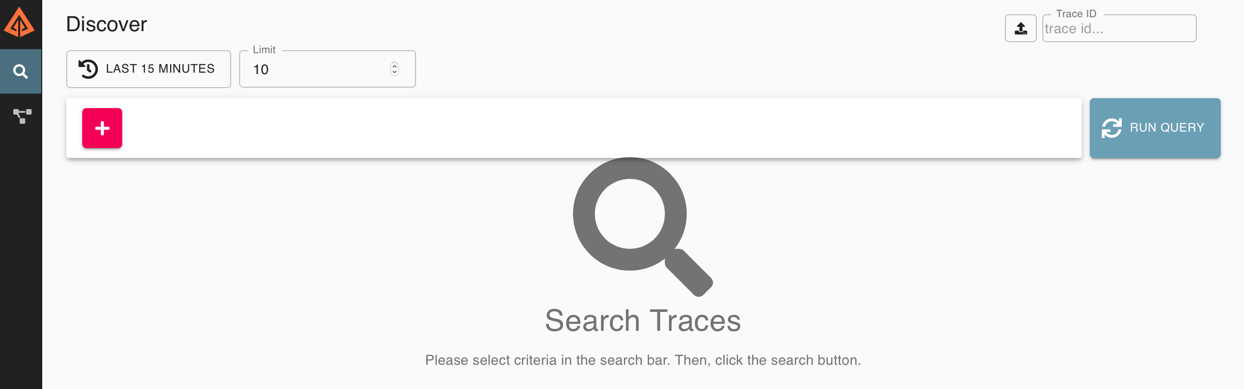 Discover
Trace ID
trace id...
LAST 15 MINUTES
Limit
10
RUN QUERY
Search Traces
Please select criteria in the search bar. Then, click the search button.